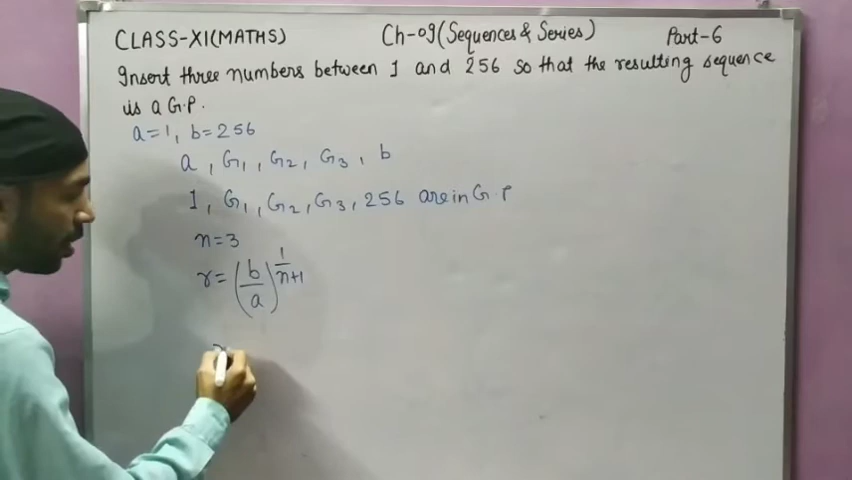 CLASS-XI(MATHS) Ch-09(Sequences & Series) Part-6
Insert three numbers between 1 and 256 so that the resulting sequence
is a G.P.
a=1, b=256
a, G₁, G₂, G₃, b
1, G₁, G₂, G₃, 256 are in G.P
n=3
r = (b/a)^(1/(n+1))